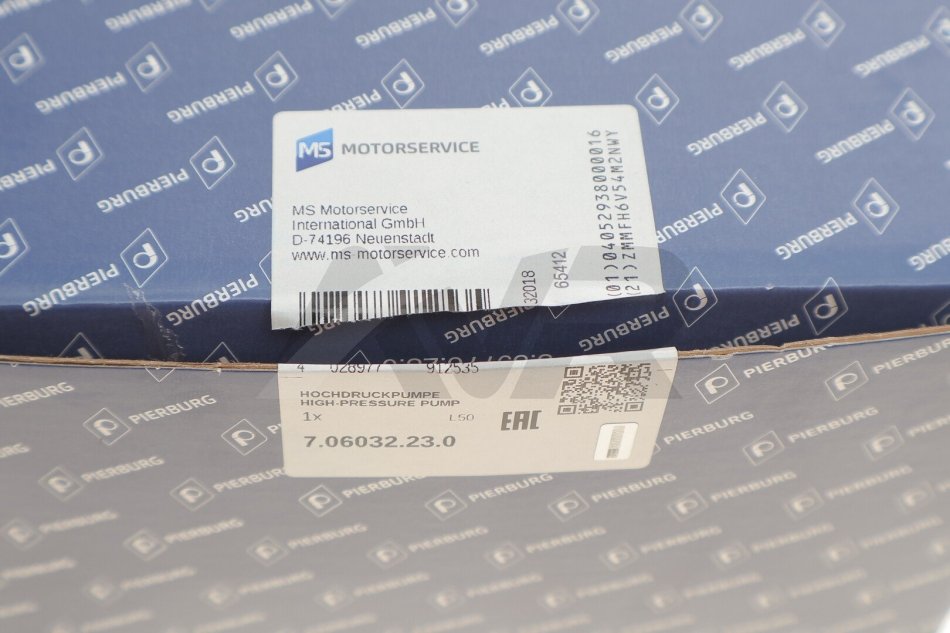 MS MOTORSERVICE
MS Motorservice
International GmbH
D-74196 Neuenstadt
www.ms-motorservice.com
(01)04052938000016
(21)ZMMFH6V54M2NWY
32018
65412
4 028977 912535
HOCHDRUCKPUMPE
HIGH-PRESSURE PUMP
1x L50
EAC
7.06032.23.0
PIERBURG